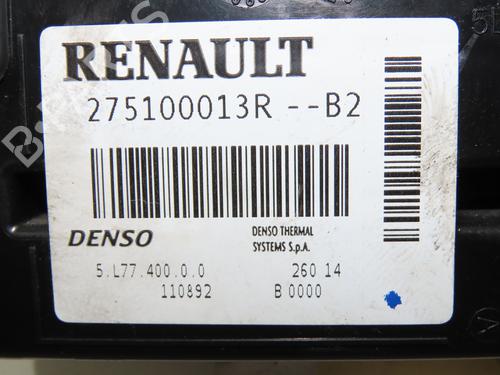 RENAULT
275100013R --B2
DENSO
DENSO THERMAL
SYSTEMS S.p.A.
5.L77.400.0.0
260 14
110892
B 0000